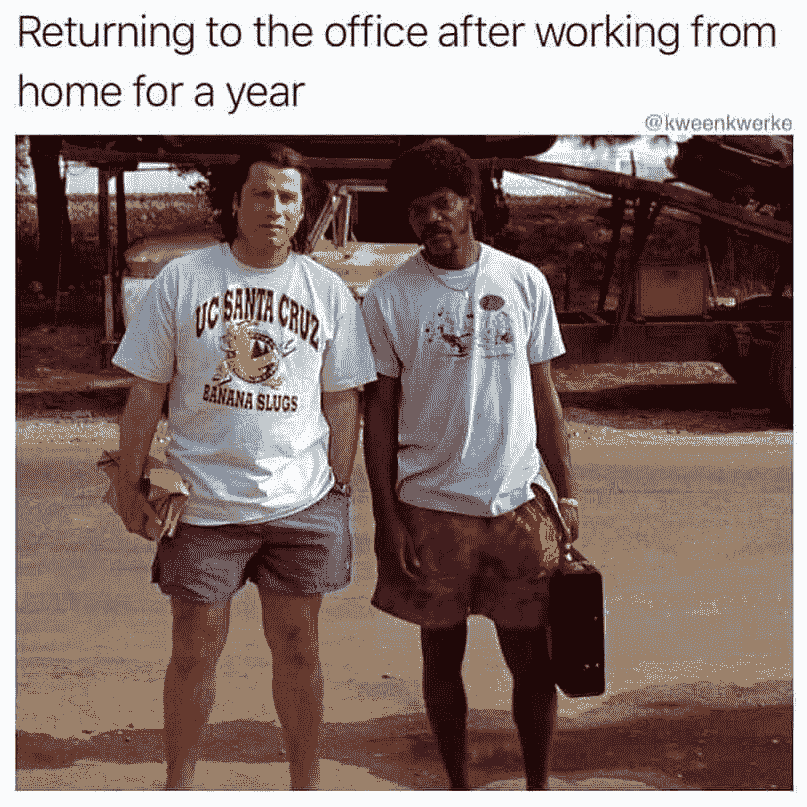 Returning to the office after working from
home for a year
@kweenkwerke
UC SANTA CRUZ
BANANA SLUGS